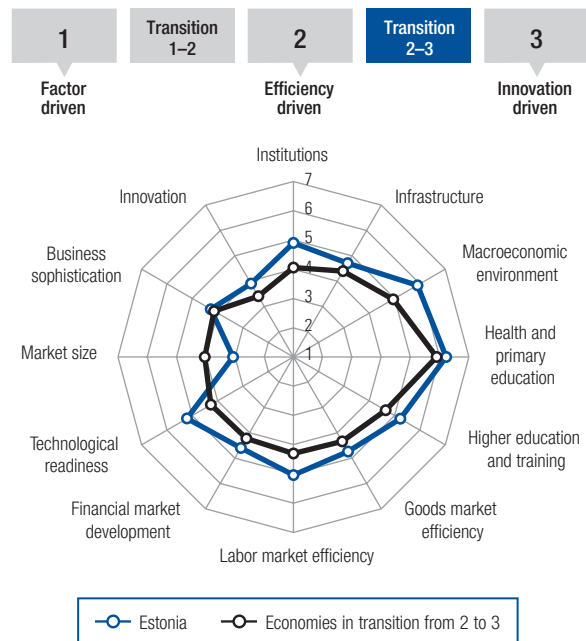 1
Transition
1–2
2
Transition
2–3
3
Factor
driven
Efficiency
driven
Innovation
driven
Institutions
Innovation
Infrastructure
Business
sophistication
Macroeconomic
environment
Market size
Health and
primary
education
Technological
readiness
Higher education
and training
Financial market
development
Goods market
efficiency
Labor market efficiency
7
6
5
4
3
2
1
Estonia
Economies in transition from 2 to 3